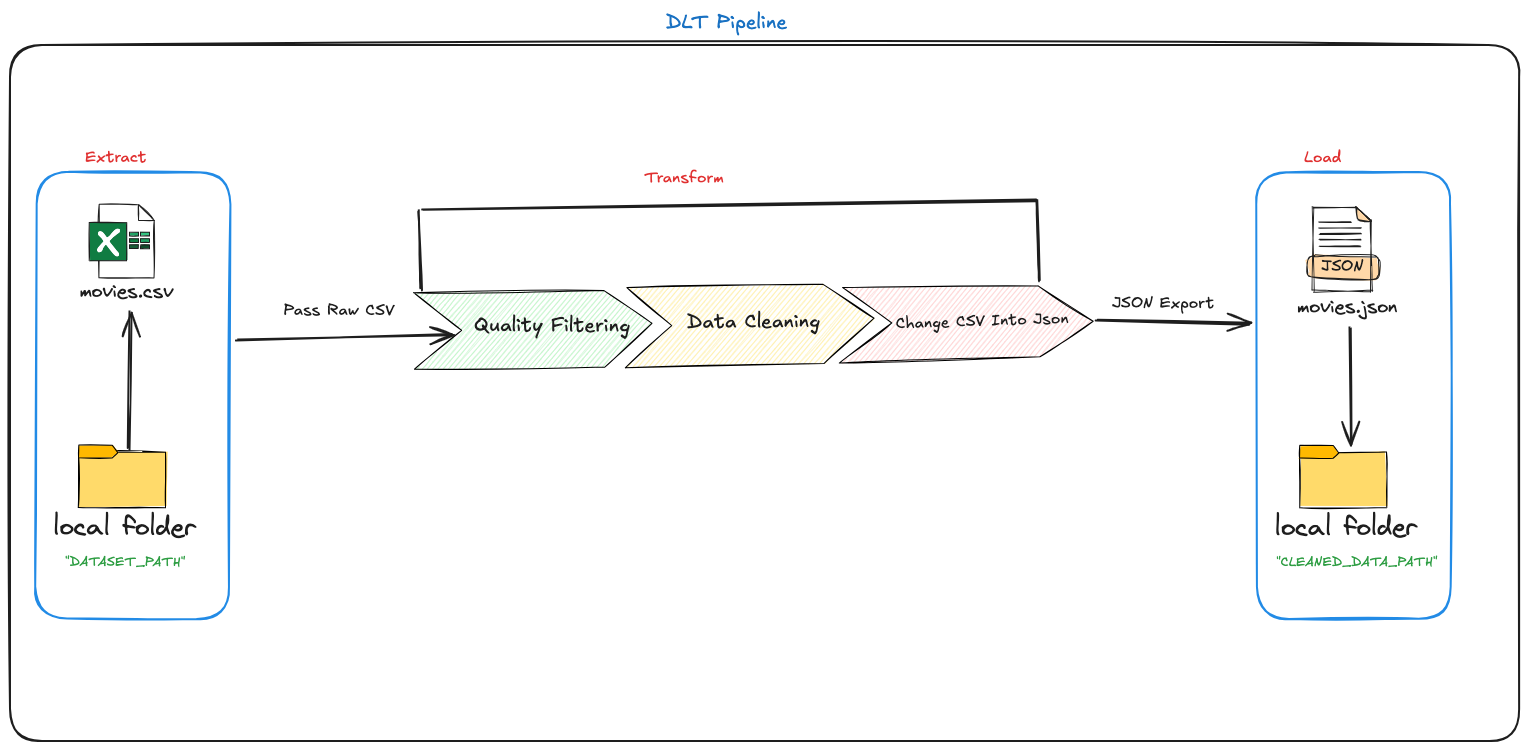 DLT Pipeline
Extract
movies.csv
local folder
"DATASET_PATH"
Pass Raw CSV
Transform
Quality Filtering
Data Cleaning
Change CSV Into Json
JSON Export
Load
JSON
movies.json
local folder
"CLEANED_DATA_PATH"